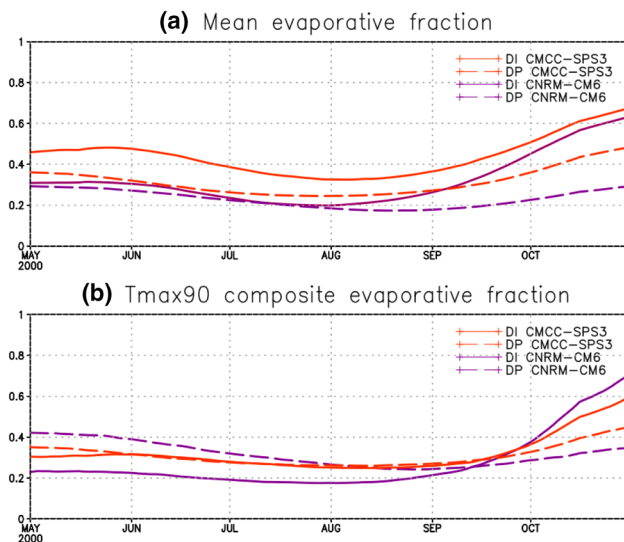 (a) Mean evaporative fraction
1
0.8
0.6
0.4
0.2
0
DI CMCC-SPS3
DP CMCC-SPS3
DI CNRM-CM6
DP CNRM-CM6
MAY JUN JUL AUG SEP OCT
2000
(b) Tmax90 composite evaporative fraction
1
0.8
0.6
0.4
0.2
0
DI CMCC-SPS3
DP CMCC-SPS3
DI CNRM-CM6
DP CNRM-CM6
MAY JUN JUL AUG SEP OCT
2000